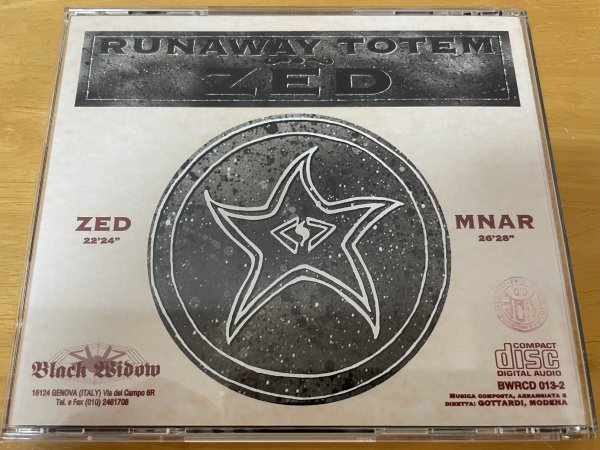 RUNAWAY TOTEM
ZED
ZED
22'24"
MNAR
26'28"
Black Widow
16124 GENOVA (ITALY) Via del Campo 6R
Tel. e Fax (010) 2461708
COMPACT
disc
DIGITAL AUDIO
BWRCD 013-2
MUSICA COMPOSTA, ARRANGIATA E
DIRETTA: GOTTARDI, MODENA